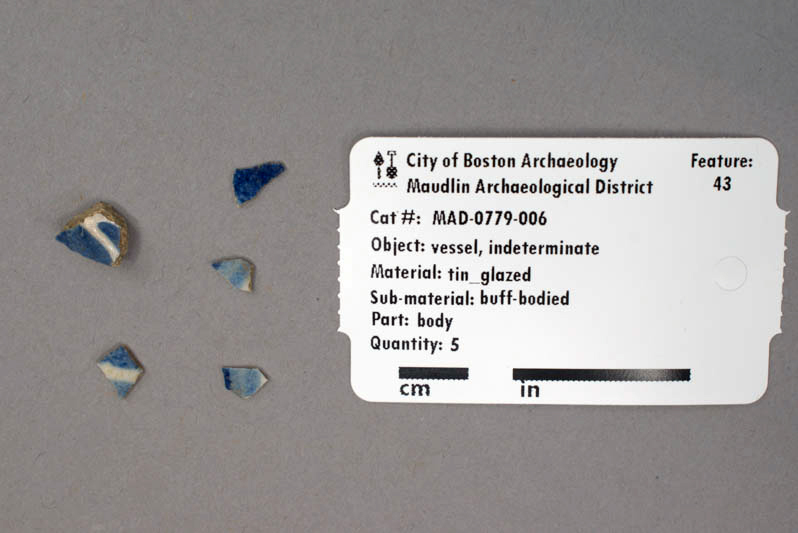 City of Boston Archaeology
Maudlin Archaeological District
Feature:
43
Cat #: MAD-0779-006
Object: vessel, indeterminate
Material: tin_glazed
Sub-material: buff-bodied
Part: body
Quantity: 5
cm in